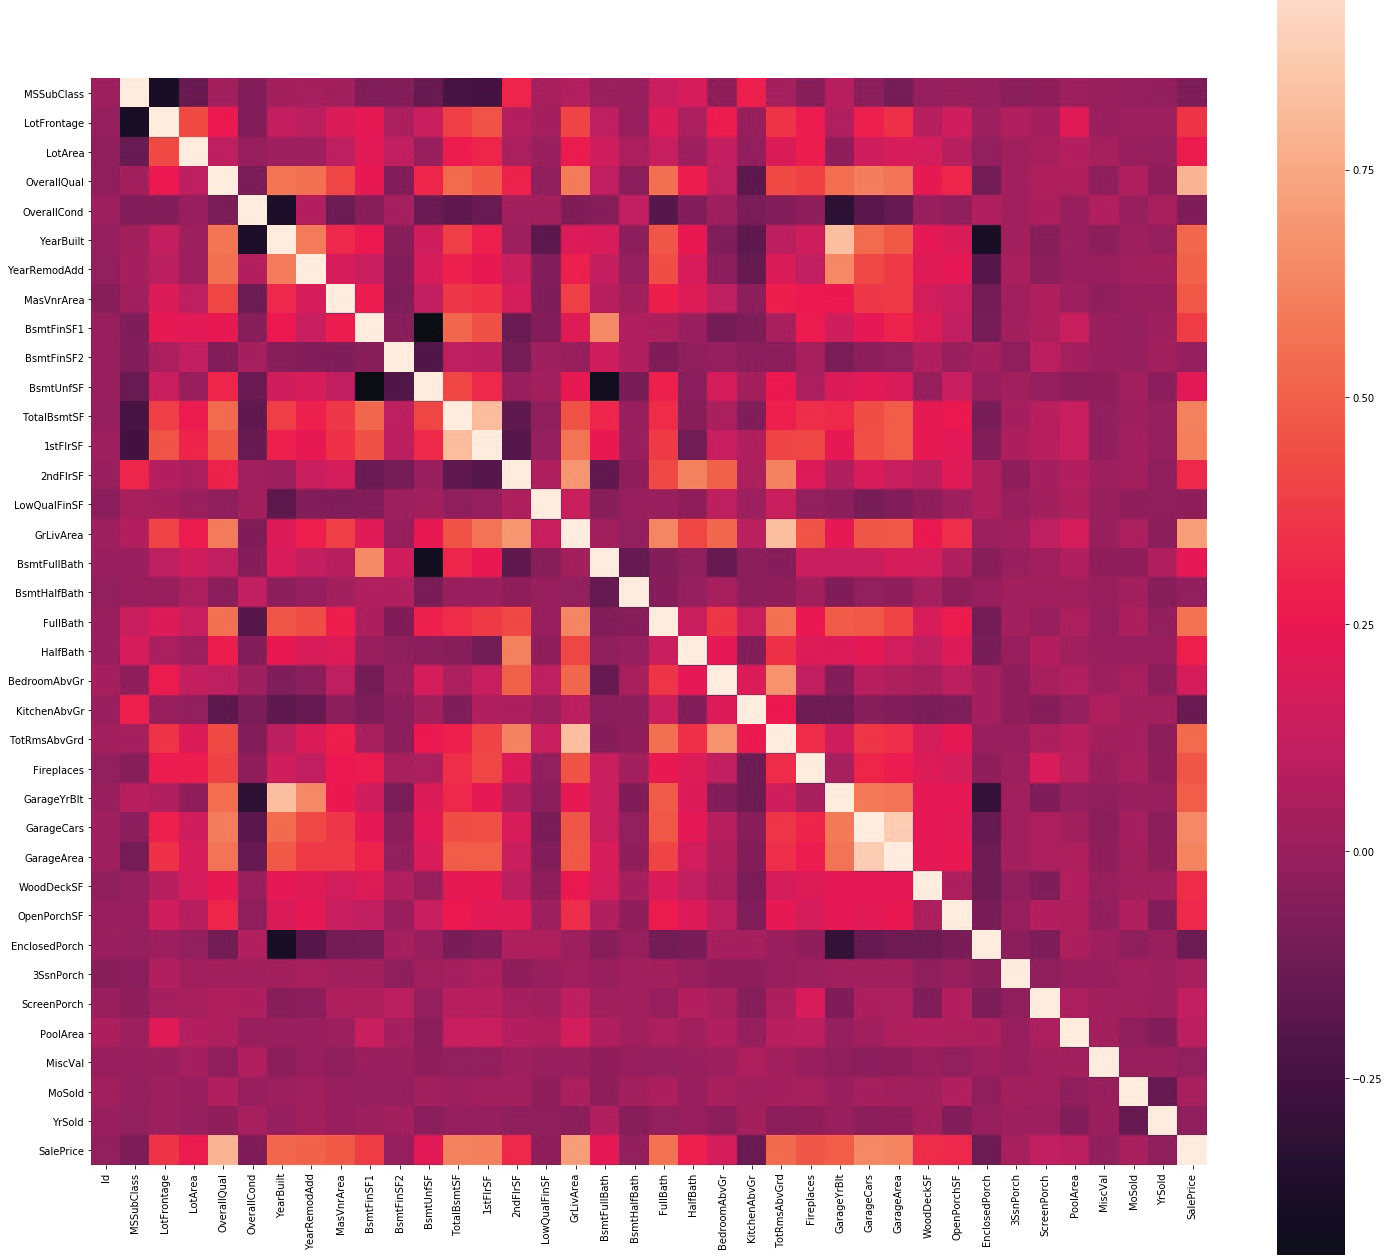 MSSubClass
LotFrontage
LotArea
OverallQual
OverallCond
YearBuilt
YearRemodAdd
MasVnrArea
BsmtFinSF1
BsmtFinSF2
BsmtUnfSF
TotalBsmtSF
1stFlrSF
2ndFlrSF
LowQualFinSF
GrLivArea
BsmtFullBath
BsmtHalfBath
FullBath
HalfBath
BedroomAbvGr
KitchenAbvGr
TotRmsAbvGrd
Fireplaces
GarageYrBlt
GarageCars
GarageArea
WoodDeckSF
OpenPorchSF
EnclosedPorch
3SsnPorch
ScreenPorch
PoolArea
MiscVal
MoSold
YrSold
SalePrice
Id
MSSubClass
LotFrontage
LotArea
OverallQual
OverallCond
YearBuilt
YearRemodAdd
MasVnrArea
BsmtFinSF1
BsmtFinSF2
BsmtUnfSF
TotalBsmtSF
1stFlrSF
2ndFlrSF
LowQualFinSF
GrLivArea
BsmtFullBath
BsmtHalfBath
FullBath
HalfBath
BedroomAbvGr
KitchenAbvGr
TotRmsAbvGrd
Fireplaces
GarageYrBlt
GarageCars
GarageArea
WoodDeckSF
OpenPorchSF
EnclosedPorch
3SsnPorch
ScreenPorch
PoolArea
MiscVal
MoSold
YrSold
SalePrice
0.75
0.50
0.25
0.00
−0.25